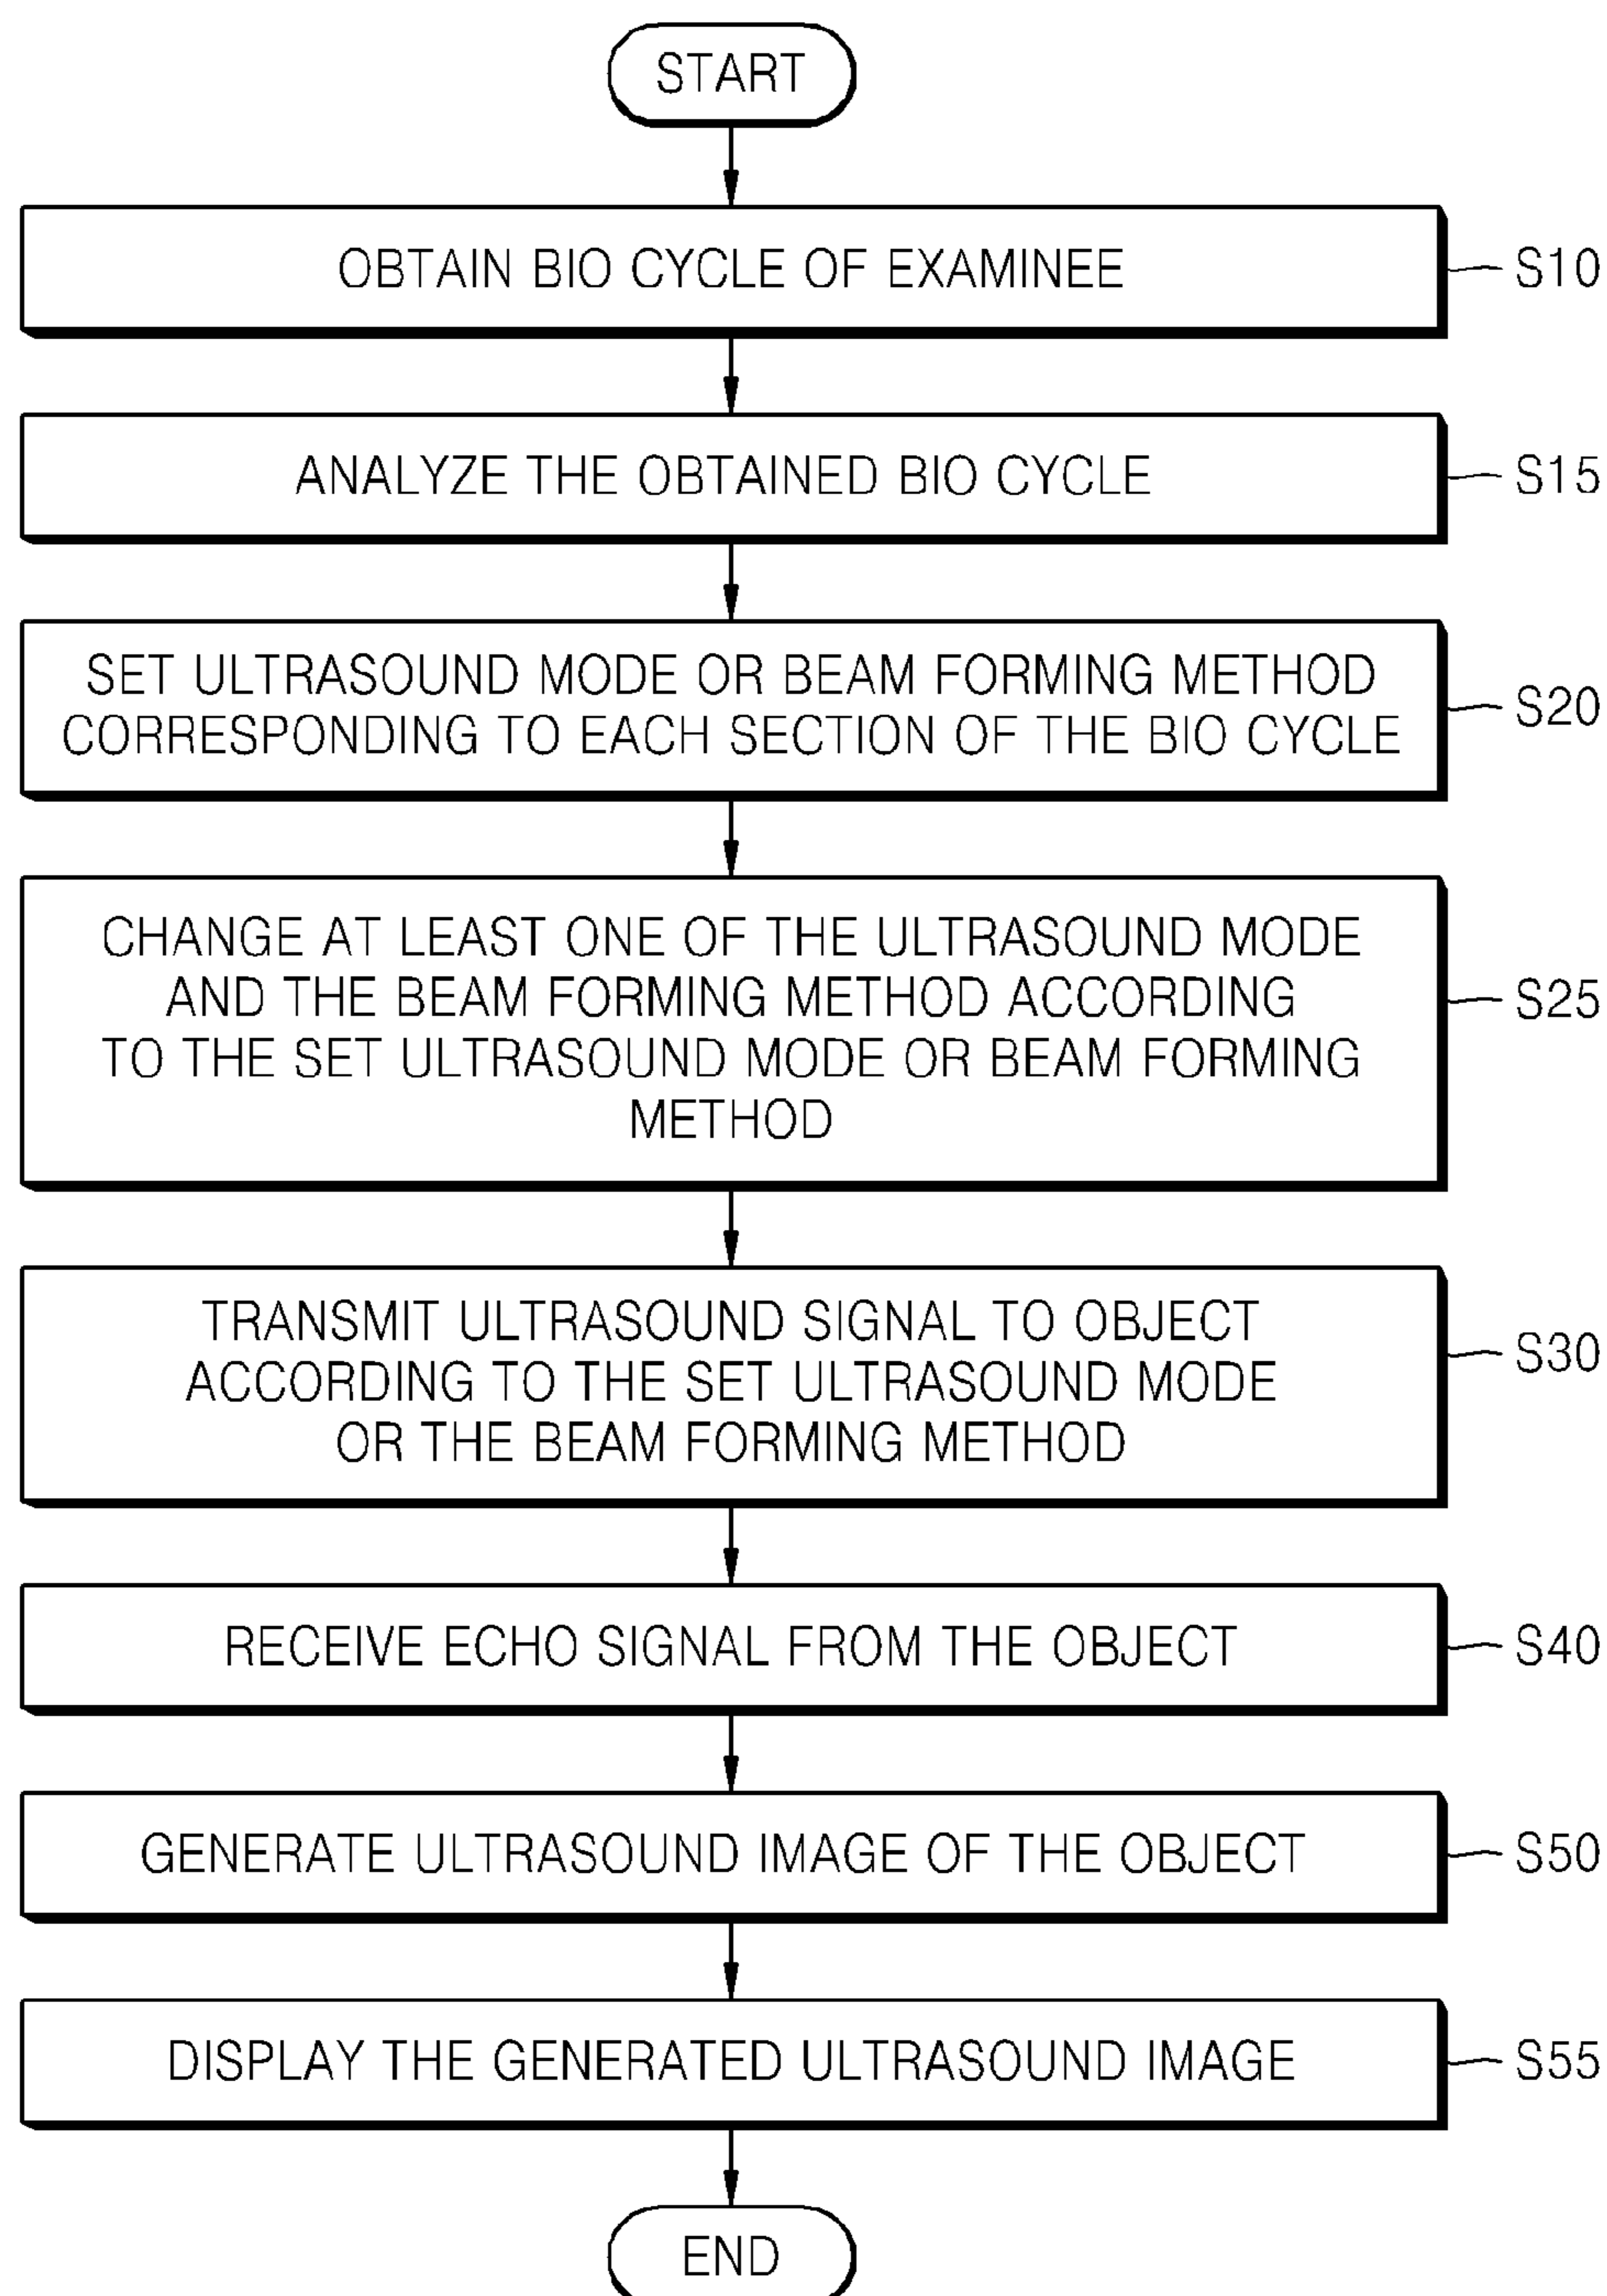 START
OBTAIN BIO CYCLE OF EXAMINEE
S10
ANALYZE THE OBTAINED BIO CYCLE
S15
SET ULTRASOUND MODE OR BEAM FORMING METHOD
CORRESPONDING TO EACH SECTION OF THE BIO CYCLE
S20
CHANGE AT LEAST ONE OF THE ULTRASOUND MODE
AND THE BEAM FORMING METHOD ACCORDING
TO THE SET ULTRASOUND MODE OR BEAM FORMING
METHOD
S25
TRANSMIT ULTRASOUND SIGNAL TO OBJECT
ACCORDING TO THE SET ULTRASOUND MODE
OR THE BEAM FORMING METHOD
S30
RECEIVE ECHO SIGNAL FROM THE OBJECT
S40
GENERATE ULTRASOUND IMAGE OF THE OBJECT
S50
DISPLAY THE GENERATED ULTRASOUND IMAGE
S55
END